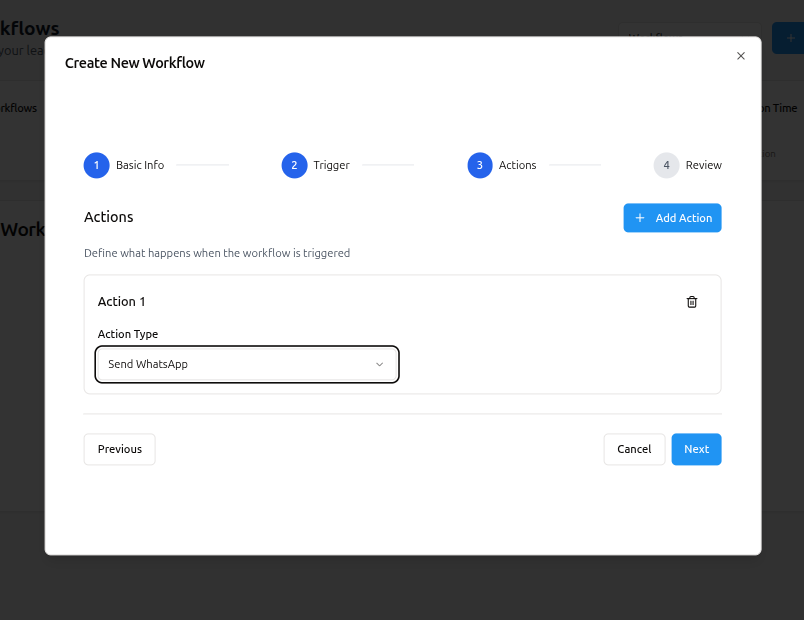 kflows
your lea
Create New Workflow
rkflows
on Time
1 Basic Info
2 Trigger
3 Actions
4 Review
ion
Actions
+ Add Action
Work
Define what happens when the workflow is triggered
Action 1
Action Type
Send WhatsApp
Previous
Cancel
Next